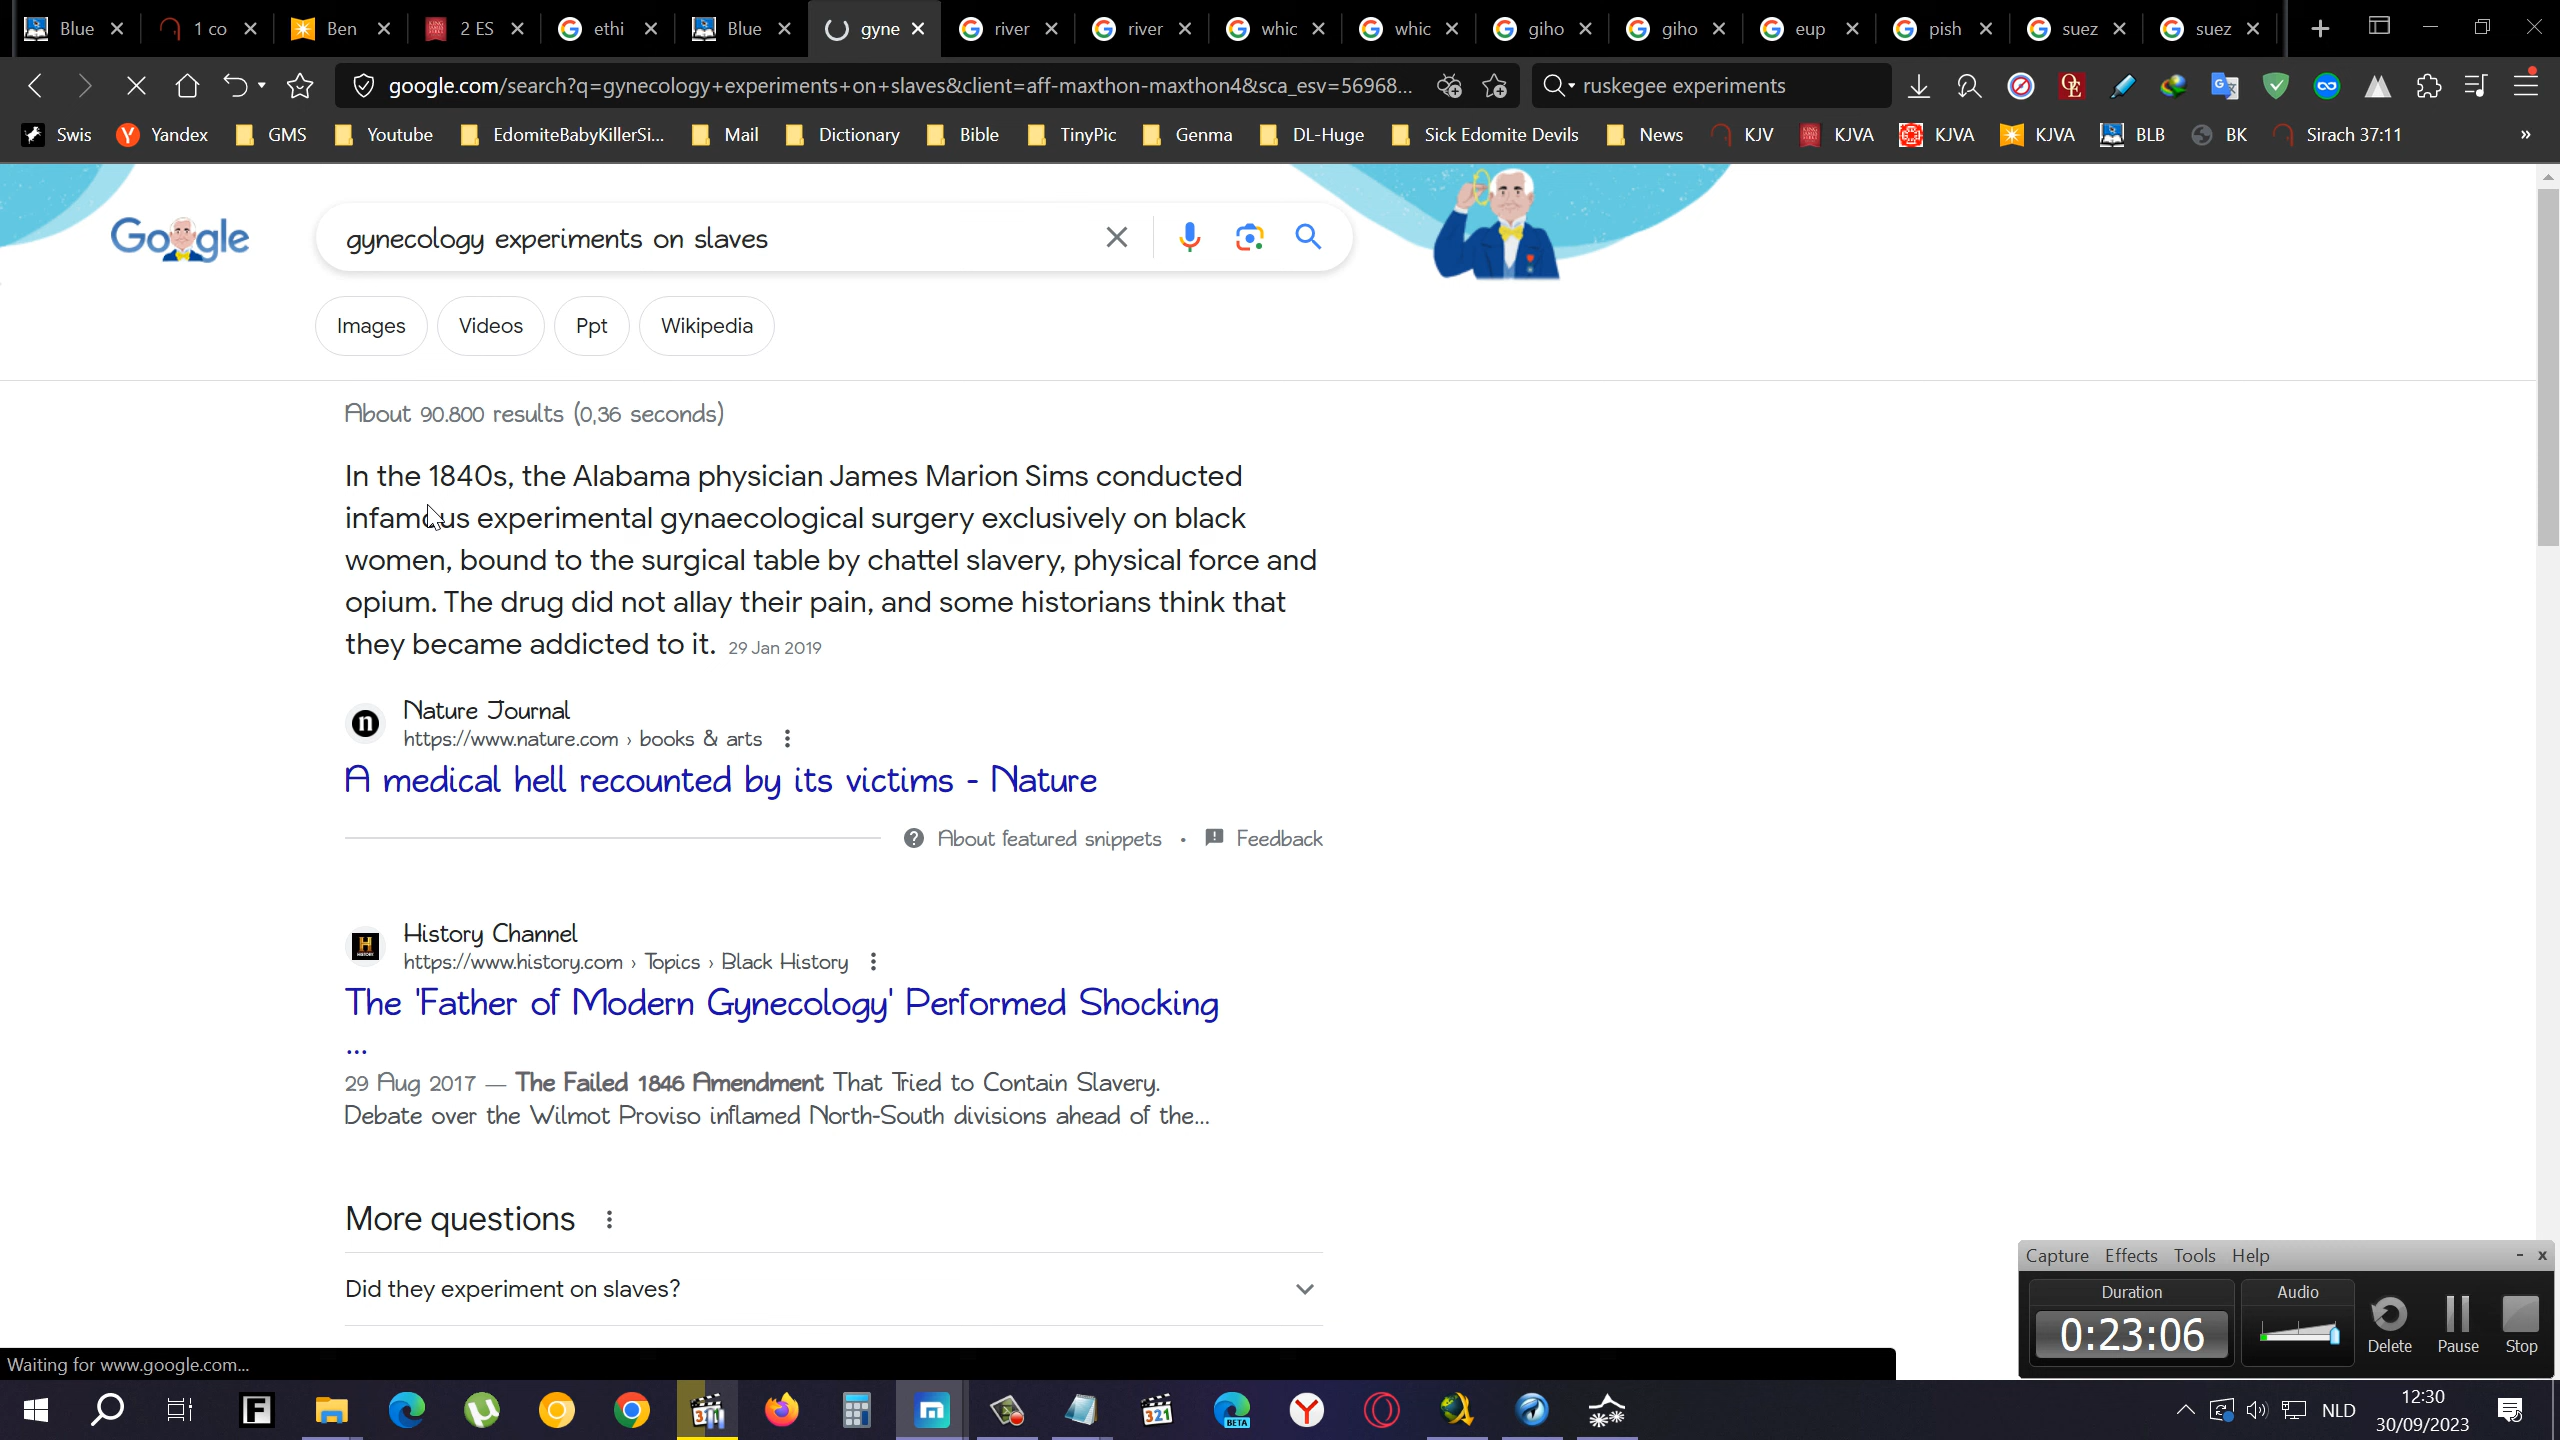 Blue
1 co
Ben
2 ES
ethi
Blue
gyne
river
river
whic
whic
giho
giho
eup
pish
suez
suez
google.com/search?q=gynecology+experiments+on+slaves&client=aff-maxthon-maxthon4&sca_esv=56968...
ruskegee experiments
Swis
Yandex
GMS
Youtube
EdomiteBabyKillerSi...
Mail
Dictionary
Bible
TinyPic
Genma
DL-Huge
Sick Edomite Devils
News
KJV
KJVA
KJVA
KJVA
BLB
BK
Sirach 37:11
»
Google
gynecology experiments on slaves
Images
Videos
Ppt
Wikipedia
About 90.800 results (0,36 seconds)
In the 1840s, the Alabama physician James Marion Sims conducted
infamous experimental gynaecological surgery exclusively on black
women, bound to the surgical table by chattel slavery, physical force and
opium. The drug did not allay their pain, and some historians think that
they became addicted to it. 29 Jan 2019
n
Nature Journal
https://www.nature.com › books & arts
A medical hell recounted by its victims - Nature
About featured snippets • Feedback
H
HISTORY
History Channel
https://www.history.com › Topics › Black History
The 'Father of Modern Gynecology' Performed Shocking
...
29 Aug 2017 — The Failed 1846 Amendment That Tried to Contain Slavery.
Debate over the Wilmot Proviso inflamed North-South divisions ahead of the...
More questions
Did they experiment on slaves?
Capture Effects Tools Help
Duration
0:23:06
Audio
Delete
Pause
Stop
Waiting for www.google.com...
321
BETA
NLD
12:30
30/09/2023